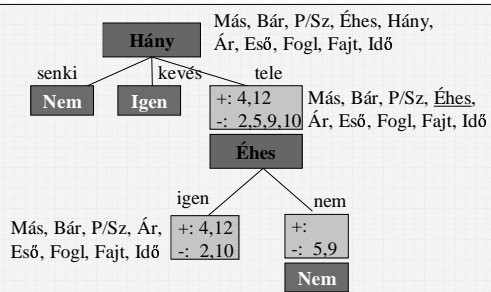 Hány
Más, Bár, P/Sz, Éhes, Hány,
Ár, Eső, Fogl, Fajt, Idő
senki
kevés
tele
Nem
Igen
+: 4,12
-: 2,5,9,10
Más, Bár, P/Sz, Éhes,
Ár, Eső, Fogl, Fajt, Idő
Éhes
igen
nem
Más, Bár, P/Sz, Ár,
Eső, Fogl, Fajt, Idő
+: 4,12
-: 2,10
+:
-: 5,9
Nem